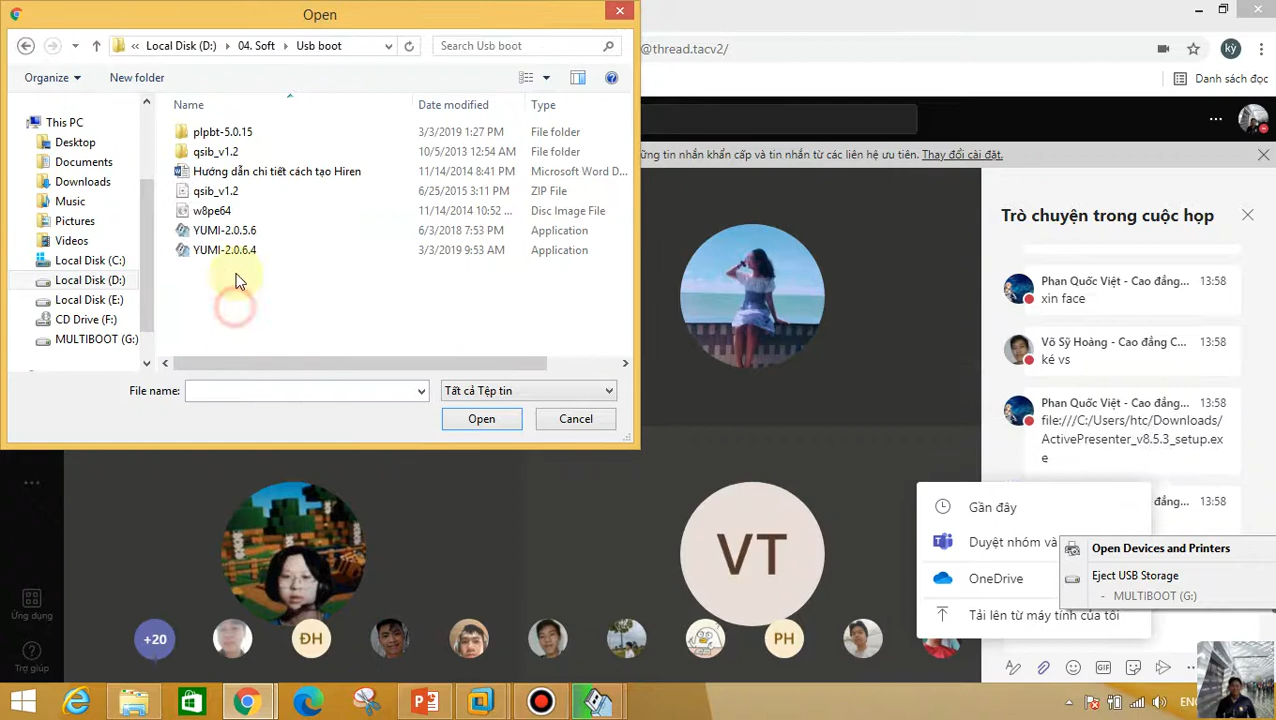 Open
Local Disk (D:) 04. Soft Usb boot
Search Usb boot
Organize
New folder
Name Date modified Type
plpbt-5.0.15 3/3/2019 1:27 PM File folder
qsib_v1.2 10/5/2013 12:54 AM File folder
Hướng dẫn chi tiết cách tạo Hiren 11/14/2014 8:41 PM Microsoft Word D...
qsib_v1.2 6/25/2015 3:11 PM ZIP File
w8pe64 11/14/2014 10:52 ... Disc Image File
YUMI-2.0.5.6 6/3/2018 7:53 PM Application
YUMI-2.0.6.4 3/3/2019 9:53 AM Application
This PC
Desktop
Documents
Downloads
Music
Pictures
Videos
Local Disk (C:)
Local Disk (D:)
Local Disk (E:)
CD Drive (F:)
MULTIBOOT (G:)
File name:
Tất cả Tệp tin
Open
Cancel
@thread.tacv2/
kỳ
Danh sách đọc
ững tin nhắn khẩn cấp và tin nhắn từ các liên hệ ưu tiên. Thay đổi cài đặt.
Trò chuyện trong cuộc họp
Phan Quốc Việt - Cao đẳng... 13:58
xin face
Võ Sỹ Hoảng - Cao đẳng C... 13:58
ké vs
Phan Quốc Việt - Cao đẳng... 13:58
file:///C:/Users/htc/Downloads/
ActivePresenter_v8.5.3_setup.ex
e
đẳng... 13:58
Gần đây
Duyệt nhóm và
OneDrive
Tải lên từ máy tính của tôi
Open Devices and Printers
Eject USB Storage
- MULTIBOOT (G:)
VT
+20
ĐH
PH
Ứng dụng
Trợ giúp
GIF